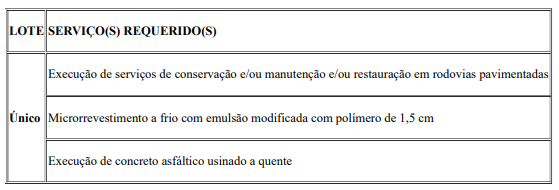 LOTE SERVIÇO(S) REQUERIDO(S)
Execução de serviços de conservação e/ou manutenção e/ou restauração em rodovias pavimentadas
Único Microrrevestimento a frio com emulsão modificada com polímero de 1,5 cm
Execução de concreto asfáltico usinado a quente